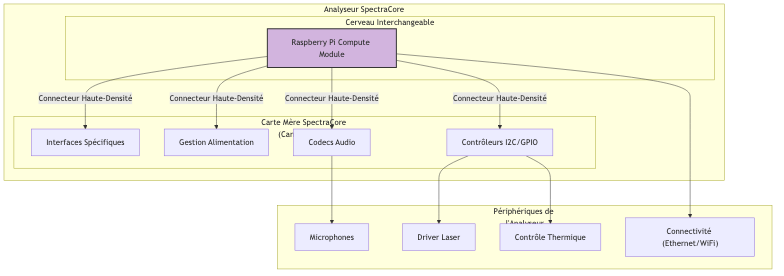 Analyseur SpectraCore
Cerveau Interchangeable
Raspberry Pi Compute
Module
Connecteur Haute-Densité
Connecteur Haute-Densité
Connecteur Haute-Densité
Connecteur Haute-Densité
Carte Mère SpectraCore
(Car
Interfaces Spécifiques
Gestion Alimentation
Codecs Audio
Contrôleurs I2C/GPIO
Périphériques de
l'Analyseur
Microphones
Driver Laser
Contrôle Thermique
Connectivité
(Ethernet/WiFi)